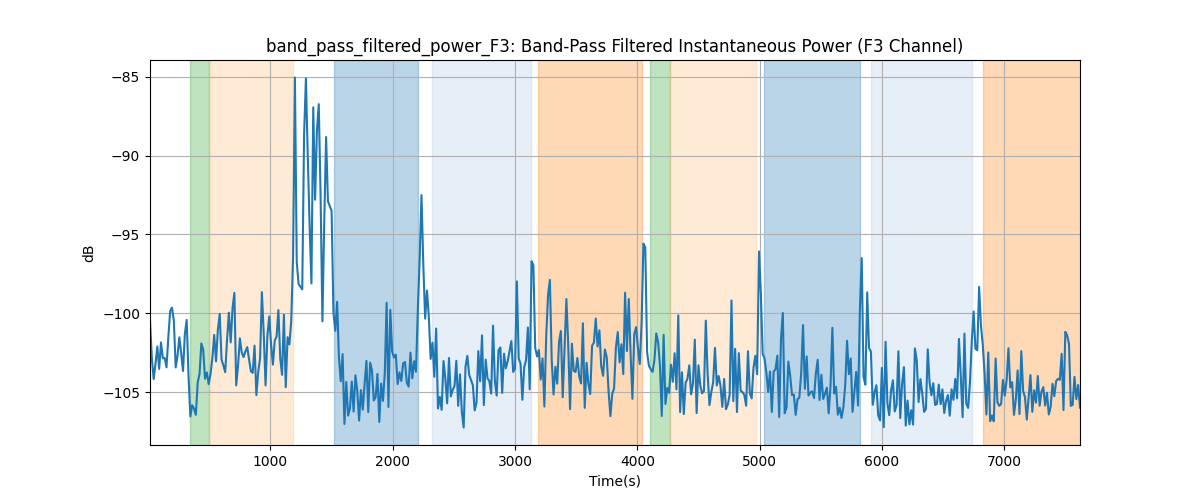 band_pass_filtered_power_F3: Band-Pass Filtered Instantaneous Power (F3 Channel)
−85
−90
−95
−100
−105
dB
1000 2000 3000 4000 5000 6000 7000
Time(s)